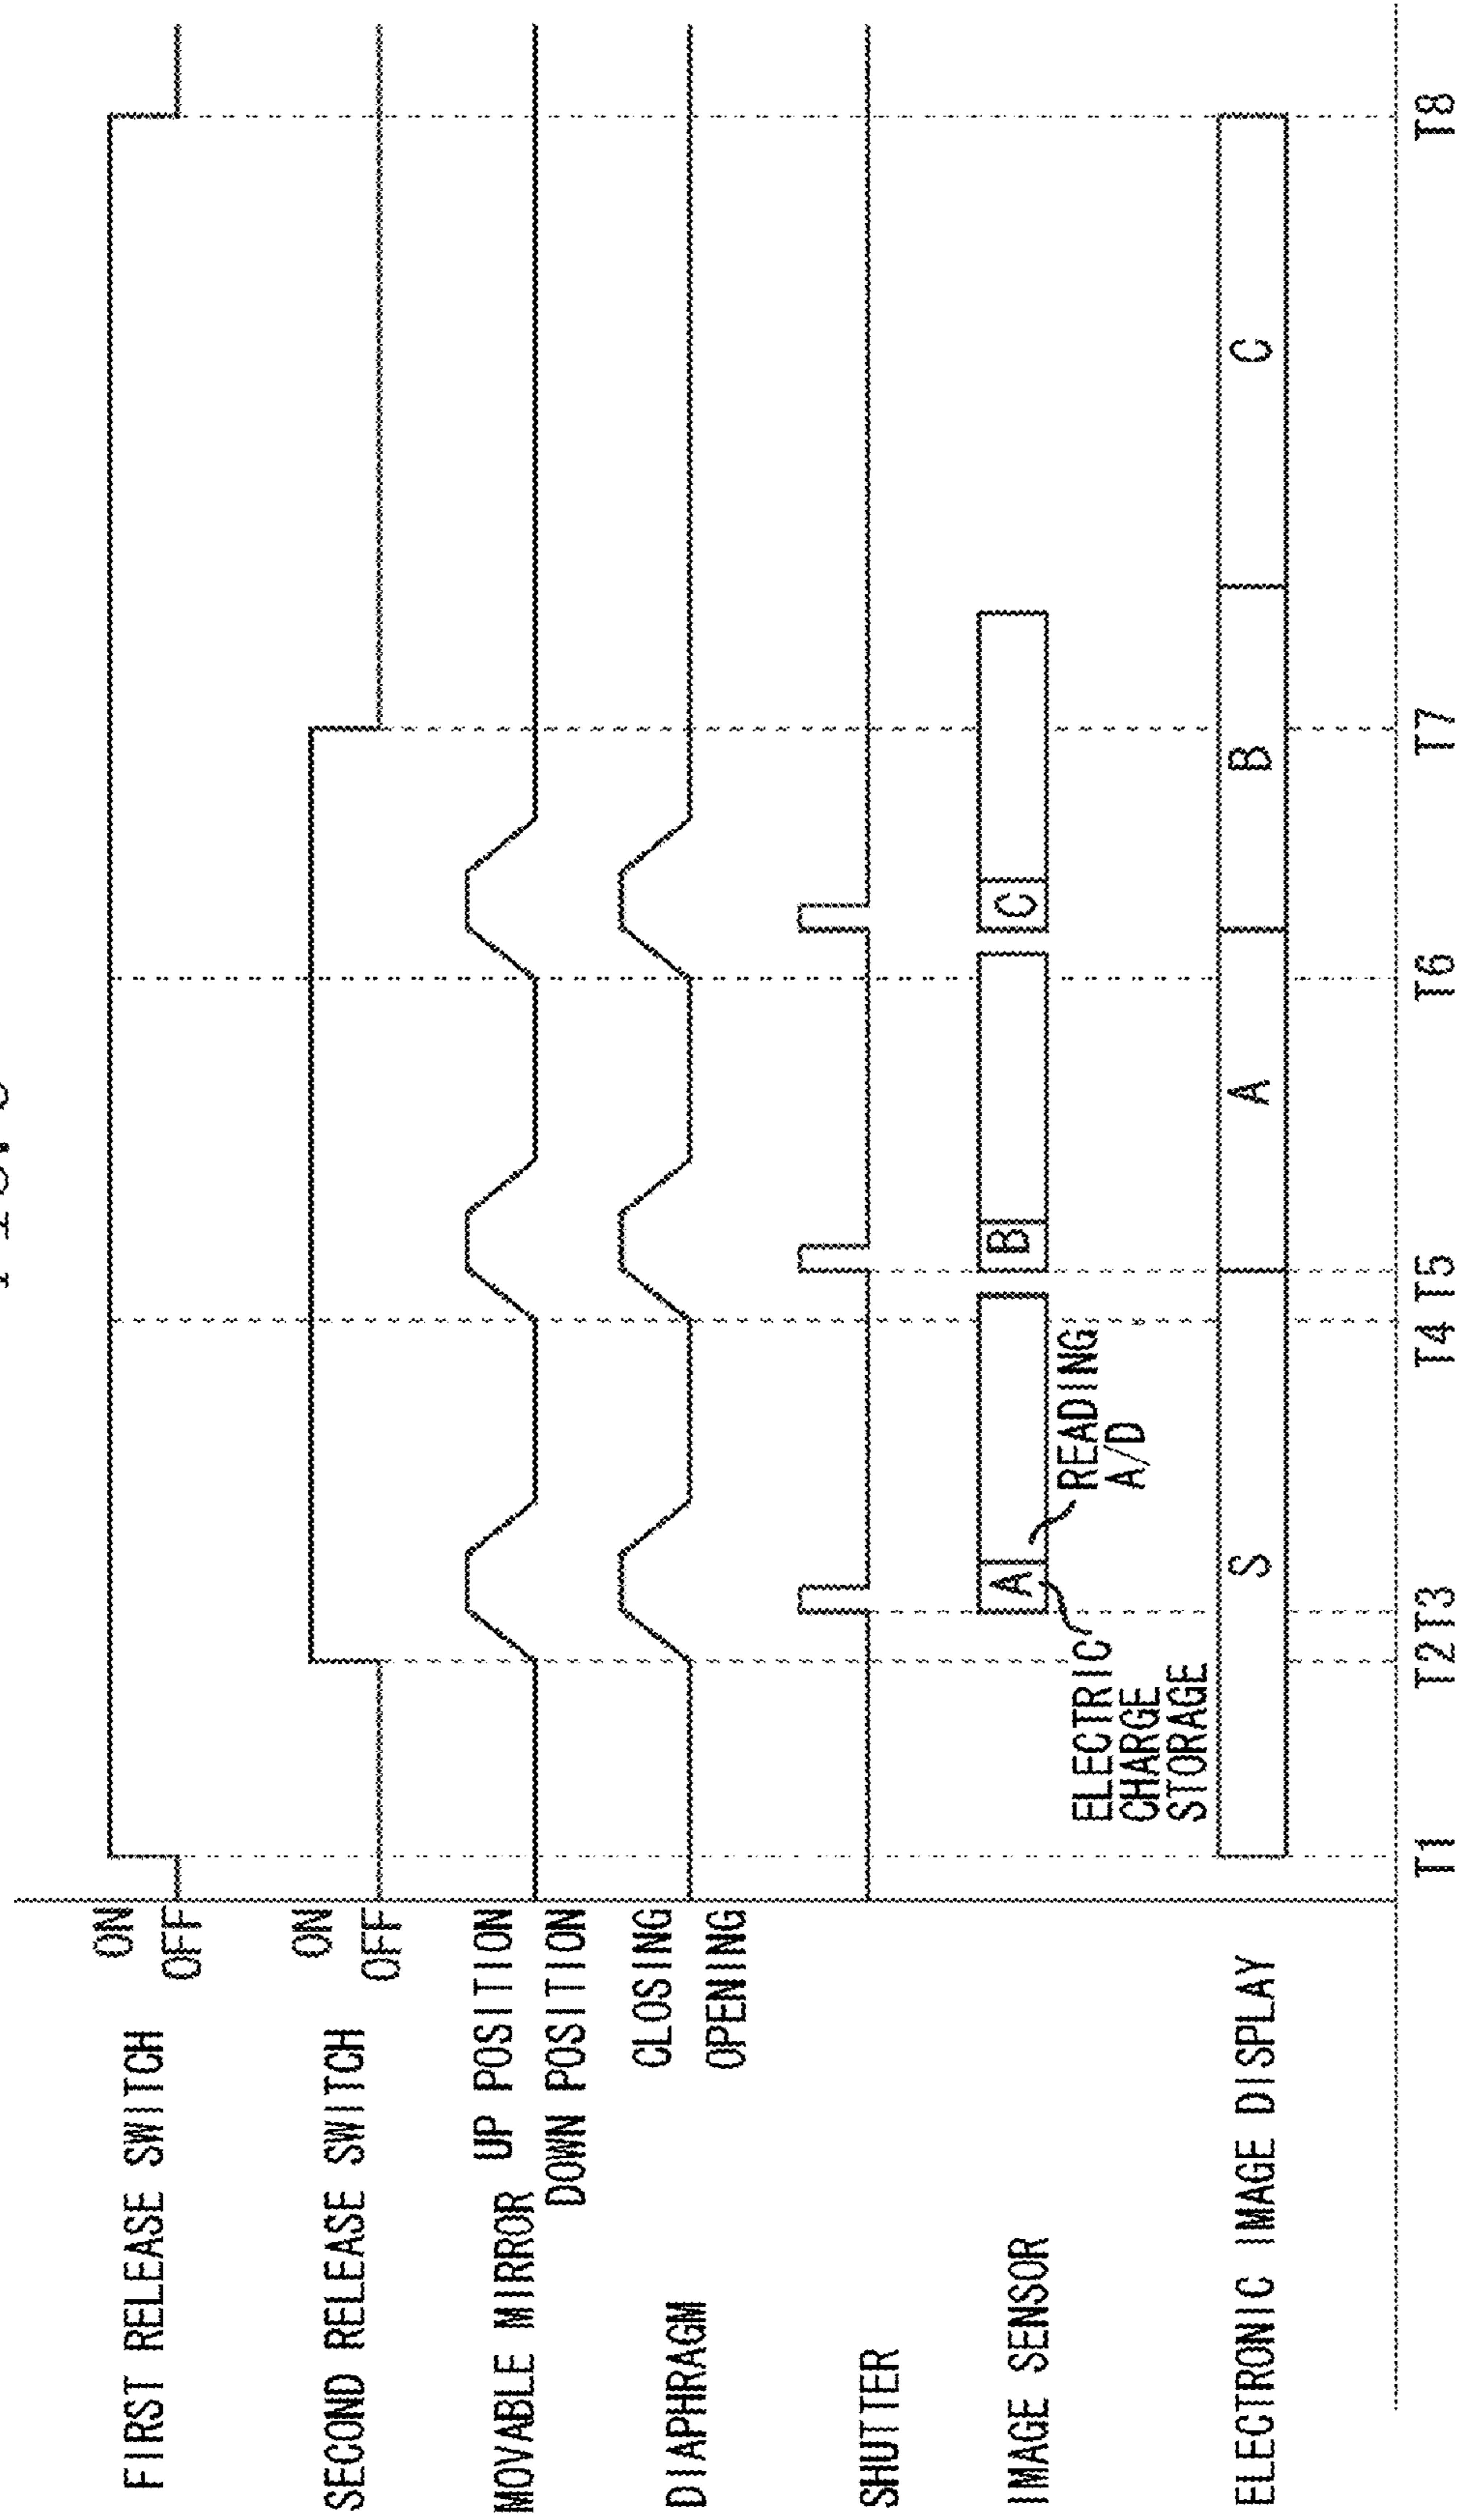 FIRST RELEASE SWITCH
ON
OFF
SECOND RELEASE SWITCH
ON
OFF
MOVABLE MIRROR
UP POSITION
DOWN POSITION
DIAPHRAGM
CLOSING
OPENING
SHUTTER
IMAGE SENSOR
A
B
C
ELECTRIC
CHARGE
STORAGE
READING
A/D
ELECTRONIC IMAGE DISPLAY
S
A
B
C
T1 T2 T3 T4 T5 T6 T7 T8